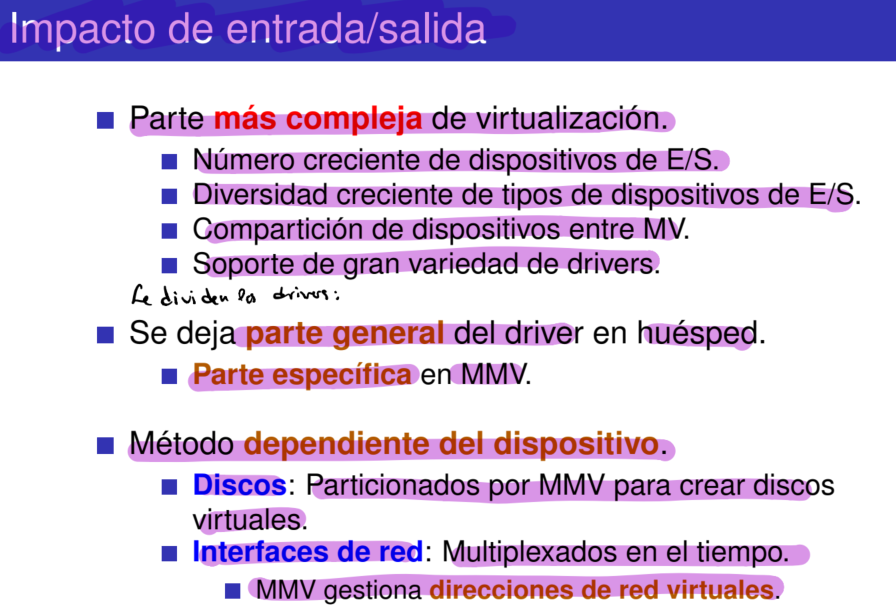 Impacto de entrada/salida
Parte más compleja de virtualización.
Número creciente de dispositivos de E/S.
Diversidad creciente de tipos de dispositivos de E/S.
Compartición de dispositivos entre MV.
Soporte de gran variedad de drivers.
Se dividen los drivers:
Se deja parte general del driver en huésped.
Parte específica en MMV.
Método dependiente del dispositivo.
Discos: Particionados por MMV para crear discos
virtuales.
Interfaces de red: Multiplexados en el tiempo.
MMV gestiona direcciones de red virtuales.